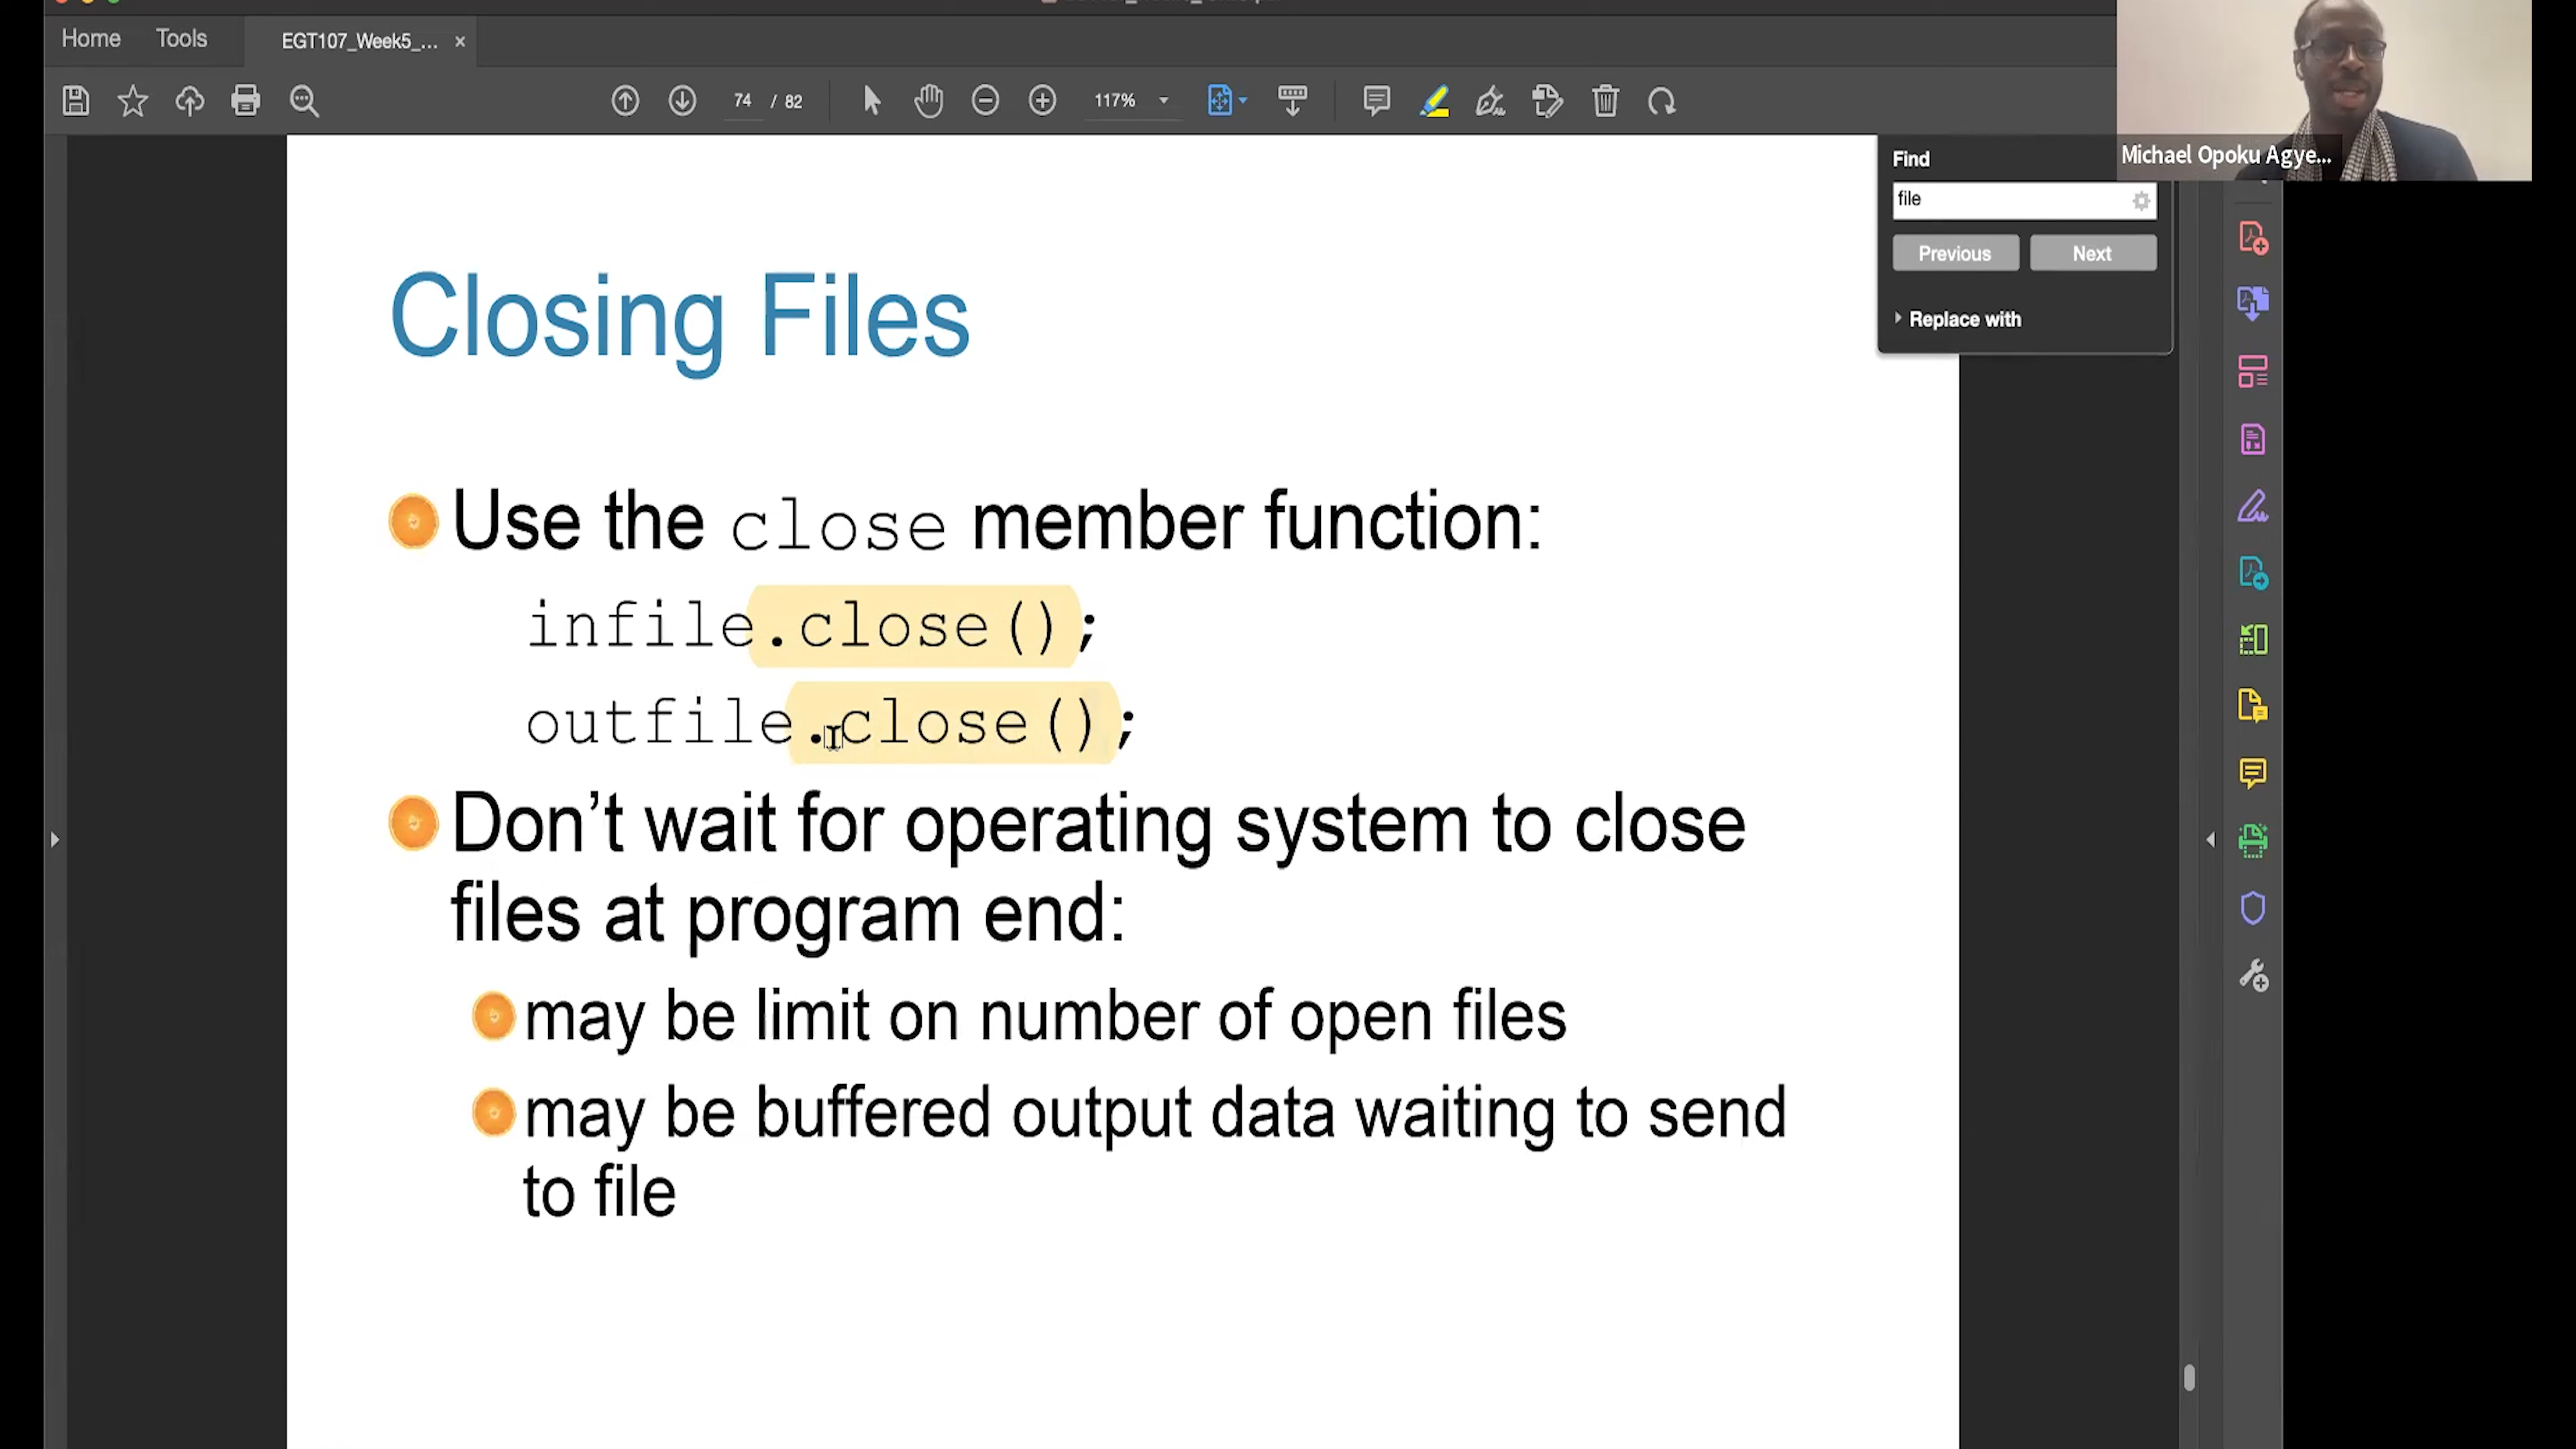 Home Tools EGT107_Week5_... ×
74 / 82 117%
Michael Opoku Agye...
Find
file
Previous Next
Replace with
Closing Files
Use the close member function:
infile.close();
outfile.close();
Don't wait for operating system to close
files at program end:
may be limit on number of open files
may be buffered output data waiting to send
to file